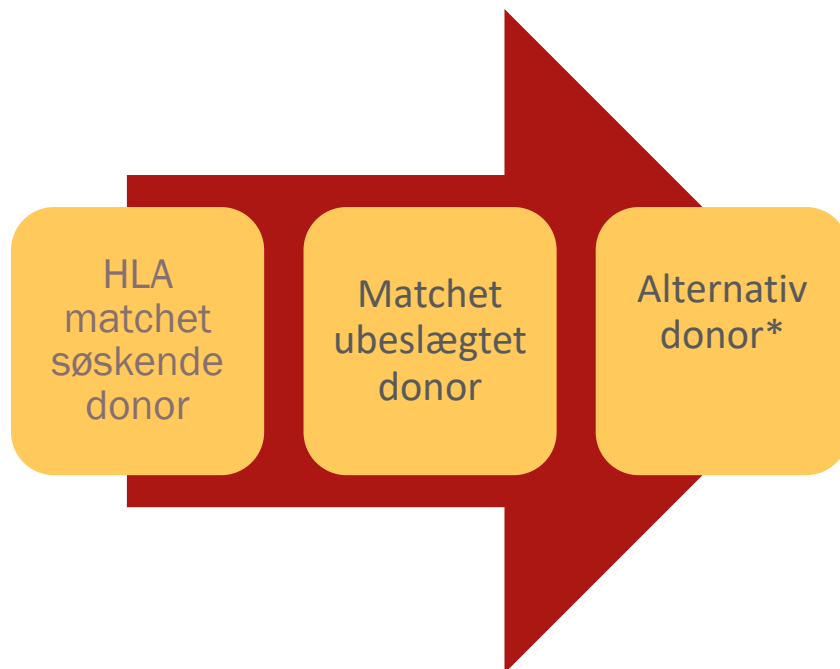 HLA
matchet
søskende
donor
Matchet
ubeslægtet
donor
Alternativ
donor*